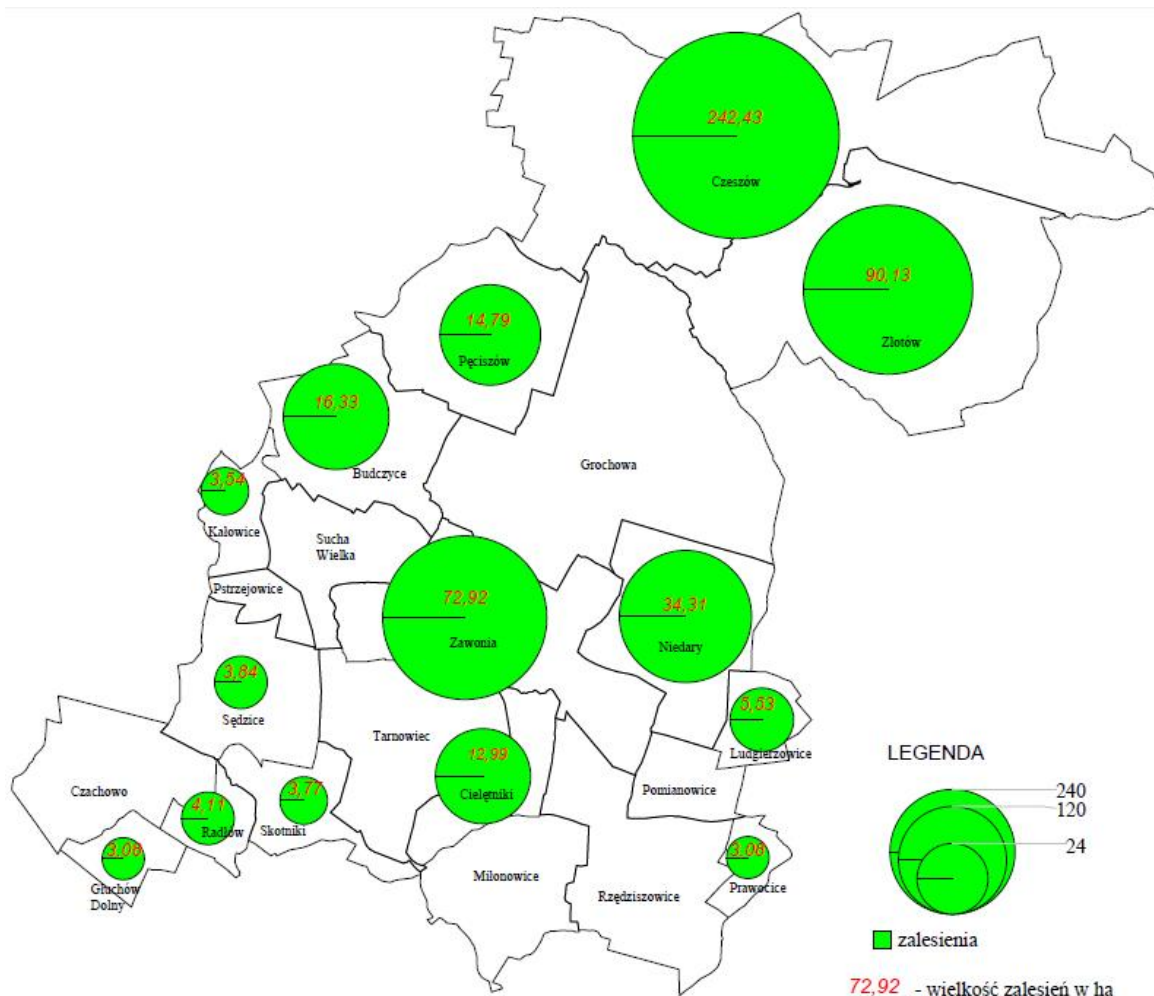 242,43
Czeszów
90,13
Złotów
14,79
Pęciszów
16,33
Budczyce
Grochowa
3,54
Kałowice
Sucha
Wielka
Pstrzejowice
72,92
Zawonia
34,31
Niedary
3,84
Sędzice
5,53
Ludgierzowice
Tarnowiec
12,99
Cielętniki
Pomianowice
Czachowo
4,11
Radłów
3,77
Skotniki
3,08
Głuchów
Dolny
Miłonowice
Rzędziszowice
3,08
Prawocice
LEGENDA
240
120
24
zalesienia
72,92 - wielkość zalesień w ha